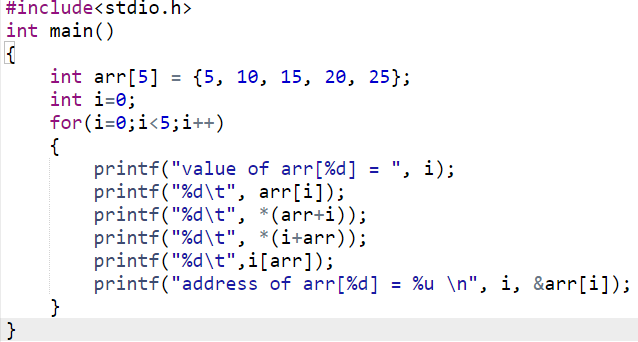 #include<stdio.h>
int main()
{
    int arr[5] = {5, 10, 15, 20, 25};
    int i=0;
    for(i=0;i<5;i++)
    {
        printf("value of arr[%d] = ", i);
        printf("%d\t", arr[i]);
        printf("%d\t", *(arr+i));
        printf("%d\t", *(i+arr));
        printf("%d\t",i[arr]);
        printf("address of arr[%d] = %u \n", i, &arr[i]);
    }
}